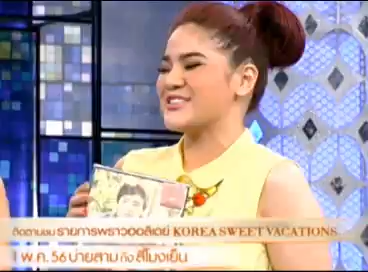 ติดตามชม รายการพราวออลิเดย์ KOREA SWEET VACATIONS
1 พ.ค. 56 บ่ายสาม ถึง สี่โมงเย็น